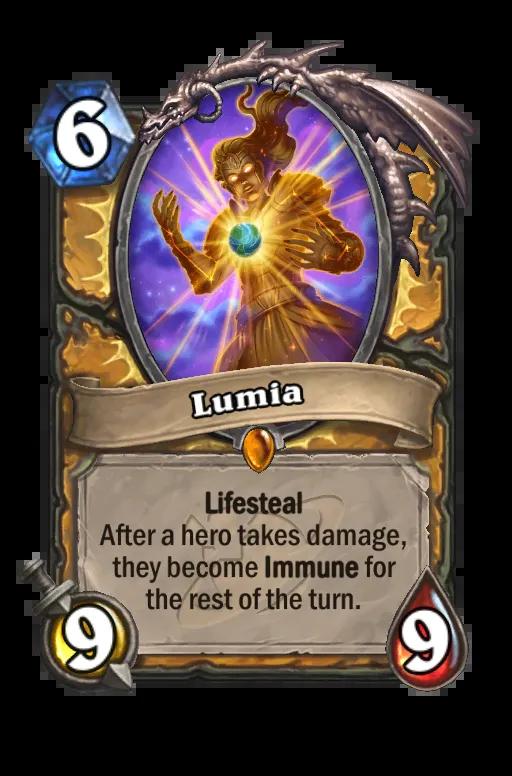 6
Lumia
Lifesteal
After a hero takes damage,
they become Immune for
the rest of the turn.
9
9